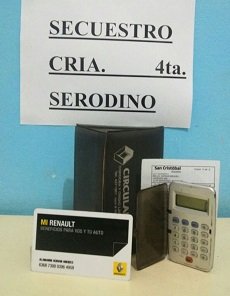 SECUESTRO
CRIA. 4ta.
SERODINO
CIRCULA
San Cristóbal
MI RENAULT
BENEFICIOS PARA VOS Y TU AUTO